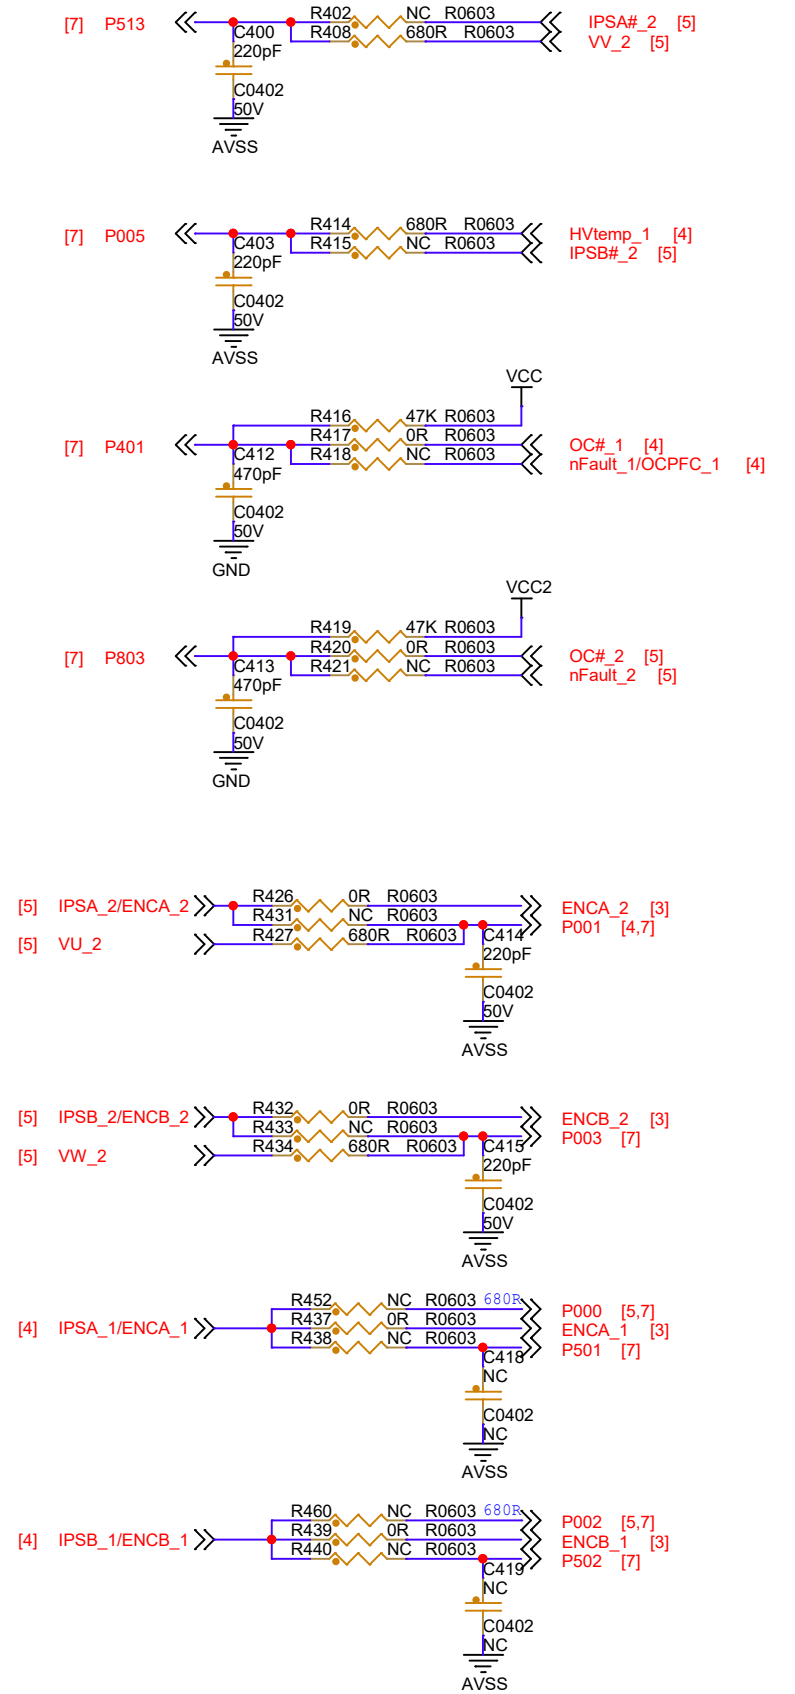 [7] P513 R402 NC R0603 IPSA#_2 [5]
C400 R408 680R R0603 VV_2 [5]
220pF
C0402
50V
AVSS
[7] P005 R414 680R R0603 HVtemp_1 [4]
C403 R415 NC R0603 IPSB#_2 [5]
220pF
C0402
50V
AVSS
VCC
R416 47K R0603
[7] P401 R417 0R R0603 OC#_1 [4]
C412 R418 NC R0603 nFault_1/OCPFC_1 [4]
470pF
C0402
50V
GND
VCC2
R419 47K R0603
[7] P803 R420 0R R0603 OC#_2 [5]
C413 R421 NC R0603 nFault_2 [5]
470pF
C0402
50V
GND
[5] IPSA_2/ENCA_2 R426 0R R0603 ENCA_2 [3]
R431 NC R0603 P001 [4,7]
[5] VU_2 R427 680R R0603 C414
220pF
C0402
50V
AVSS
[5] IPSB_2/ENCB_2 R432 0R R0603 ENCB_2 [3]
R433 NC R0603 P003 [7]
[5] VW_2 R434 680R R0603 C415
220pF
C0402
50V
AVSS
R452 NC R0603 680R P000 [5,7]
[4] IPSA_1/ENCA_1 R437 0R R0603 ENCA_1 [3]
R438 NC R0603 P501 [7]
C418
NC
C0402
NC
AVSS
R460 NC R0603 680R P002 [5,7]
[4] IPSB_1/ENCB_1 R439 0R R0603 ENCB_1 [3]
R440 NC R0603 P502 [7]
C419
NC
C0402
NC
AVSS